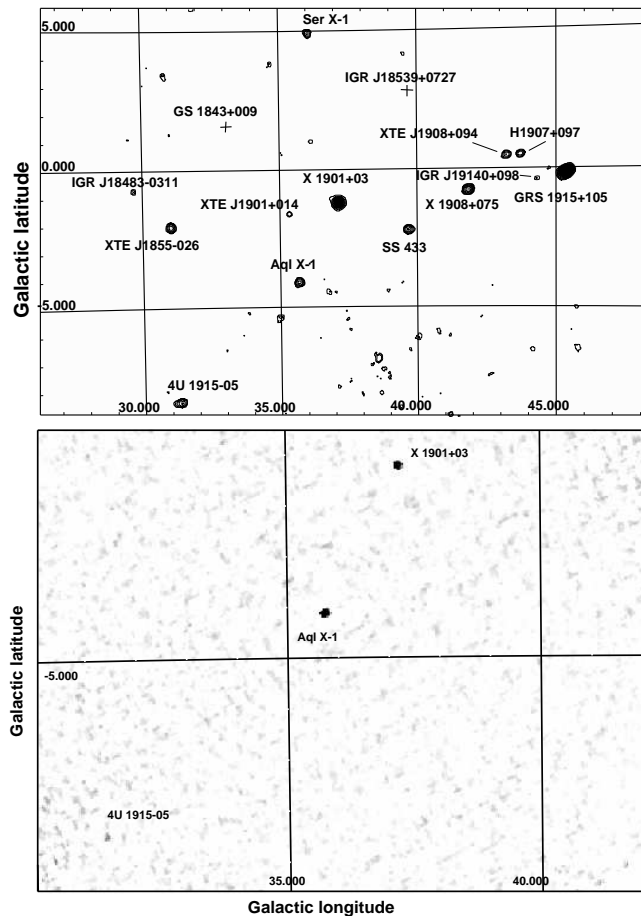 Ser X-1
5.000
IGR J18539+0727
GS 1843+009
XTE J1908+094
H1907+097
0.000
X 1901+03
IGR J19140+098
IGR J18483-0311
XTE J1901+014
X 1908+075
GRS 1915+105
XTE J1855-026
SS 433
Aql X-1
-5.000
4U 1915-05
30.000
35.000
40.000
45.000
Galactic latitude
X 1901+03
Aql X-1
-5.000
4U 1915-05
35.000
40.000
Galactic latitude
Galactic longitude